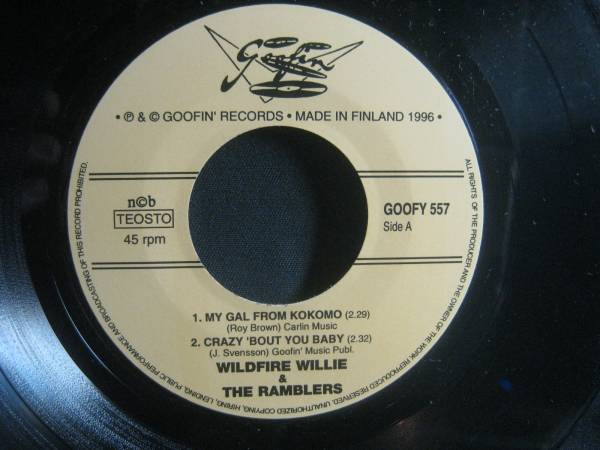 Goofin
• ℗ & © GOOFIN' RECORDS • MADE IN FINLAND 1996 •
n©b
TEOSTO
45 rpm
GOOFY 557
Side A
1. MY GAL FROM KOKOMO (2.29)
(Roy Brown) Carlin Music
2. CRAZY 'BOUT YOU BABY (2.32)
(J. Svensson) Goofin' Music Publ.
WILDFIRE WILLIE
&
THE RAMBLERS
ALL RIGHTS OF THE PRODUCER AND THE OWNER OF THE WORK REPRODUCED RESERVED. UNAUTHORIZED COPYING, HIRING, LENDING, PUBLIC PERFORMANCE AND BROADCASTING OF THIS RECORD PROHIBITED.